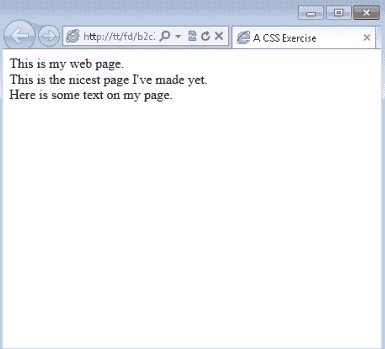 http://tt/fd/b2c
A CSS Exercise
This is my web page.
This is the nicest page I've made yet.
Here is some text on my page.